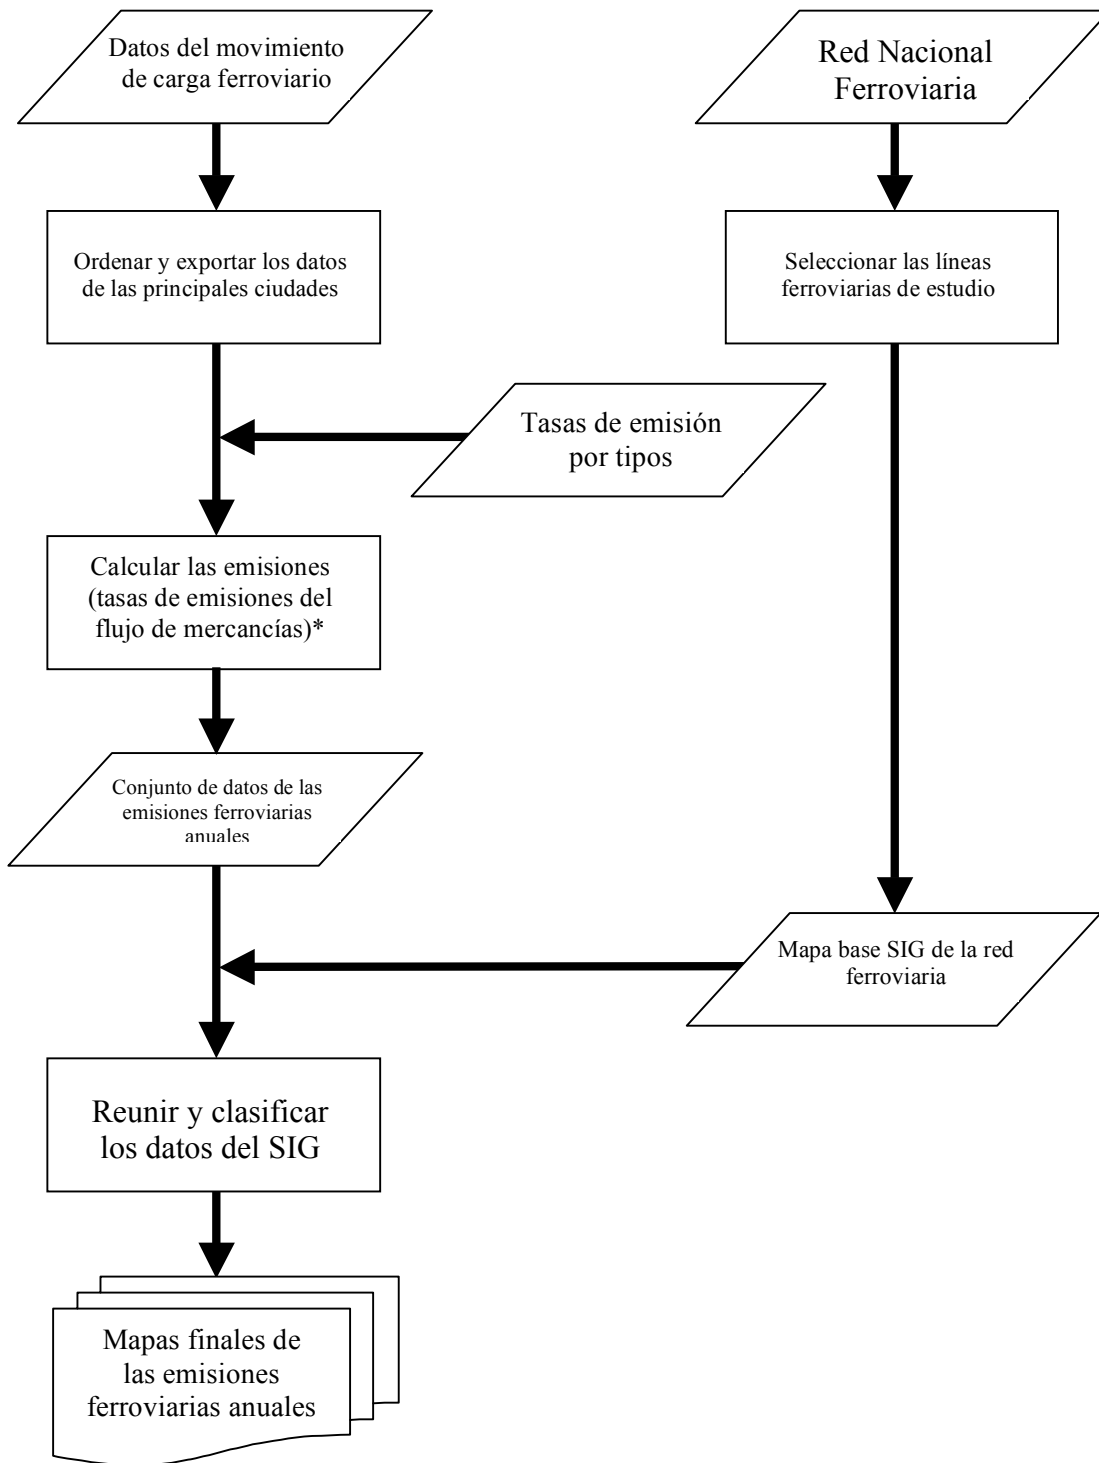 Datos del movimiento
de carga ferroviario
Red Nacional
Ferroviaria
Ordenar y exportar los datos
de las principales ciudades
Seleccionar las líneas
ferroviarias de estudio
Tasas de emisión
por tipos
Calcular las emisiones
(tasas de emisiones del
flujo de mercancías)*
Conjunto de datos de las
emisiones ferroviarias
anuales
Mapa base SIG de la red
ferroviaria
Reunir y clasificar
los datos del SIG
Mapas finales de
las emisiones
ferroviarias anuales